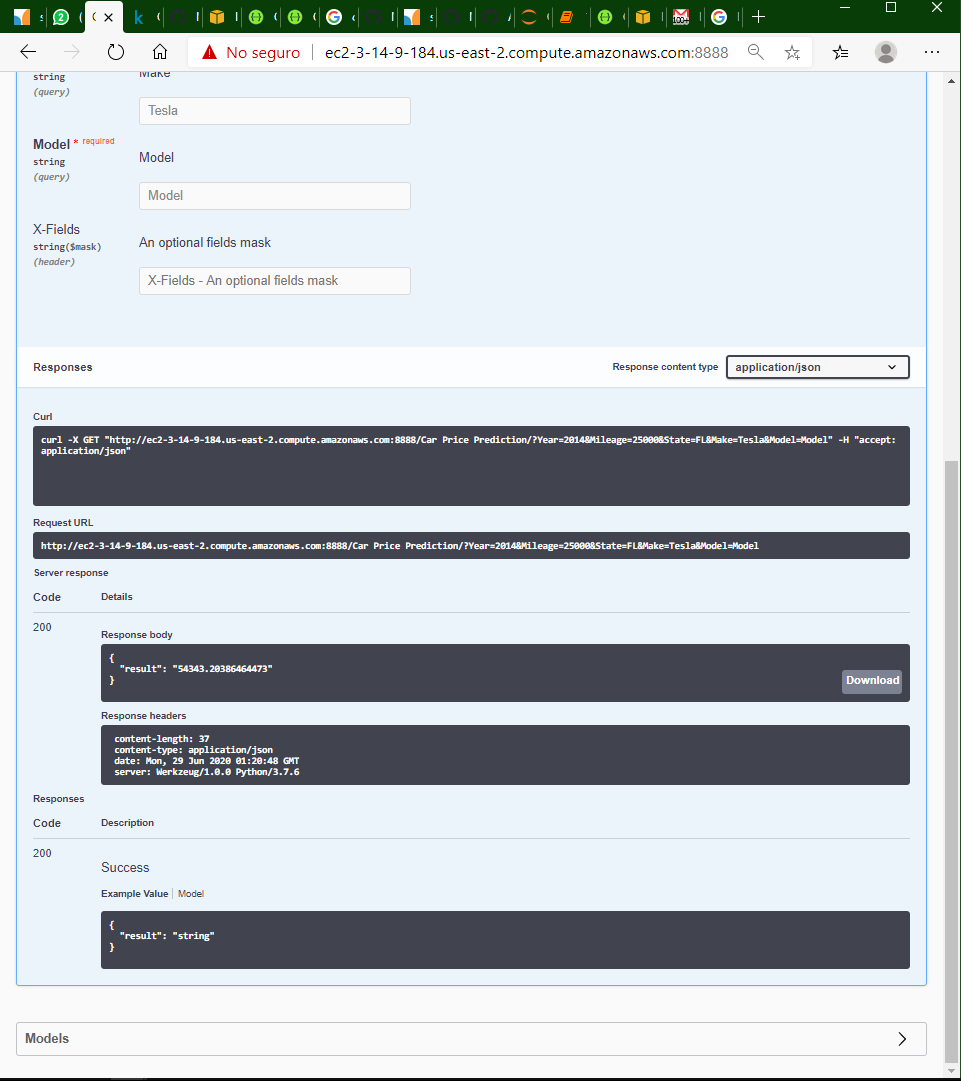 No seguro
ec2-3-14-9-184.us-east-2.compute.amazonaws.com:8888
string
Make
(query)
Tesla
Model * required
string
Model
(query)
Model
X-Fields
string($mask)
An optional fields mask
(header)
X-Fields - An optional fields mask
Responses
Response content type
application/json
Curl
curl -X GET "http://ec2-3-14-9-184.us-east-2.compute.amazonaws.com:8888/Car Price Prediction/?Year=2014&Mileage=25000&State=FL&Make=Tesla&Model=Model" -H "accept:
application/json"
Request URL
http://ec2-3-14-9-184.us-east-2.compute.amazonaws.com:8888/Car Price Prediction/?Year=2014&Mileage=25000&State=FL&Make=Tesla&Model=Model
Server response
Code
Details
200
Response body
{
"result": "54343.20386464473"
}
Download
Response headers
content-length: 37
content-type: application/json
date: Mon, 29 Jun 2020 01:20:48 GMT
server: Werkzeug/1.0.0 Python/3.7.6
Responses
Code
Description
200
Success
Example Value
Model
{
"result": "string"
}
Models